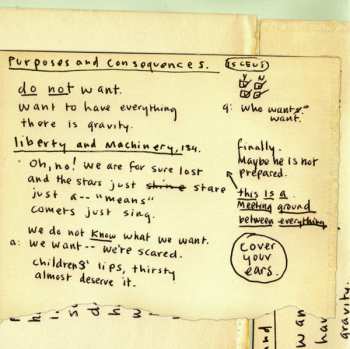 Purposes and Consequences.
do not want.
want to have everything
there is gravity.
liberty and Machinery, 134.
Oh, no! we are for sure lost
and the stars just shine stare
just a -- "means"
comets just sing.
we do not know what we want.
a: we want -- we're scared.
childrens' lips, thirsty
almost deserve it.
Y N
q: who wants "
want.
finally.
Maybe he is not
prepared.
this is a
Meeting ground
between everything
Cover
your
ears.